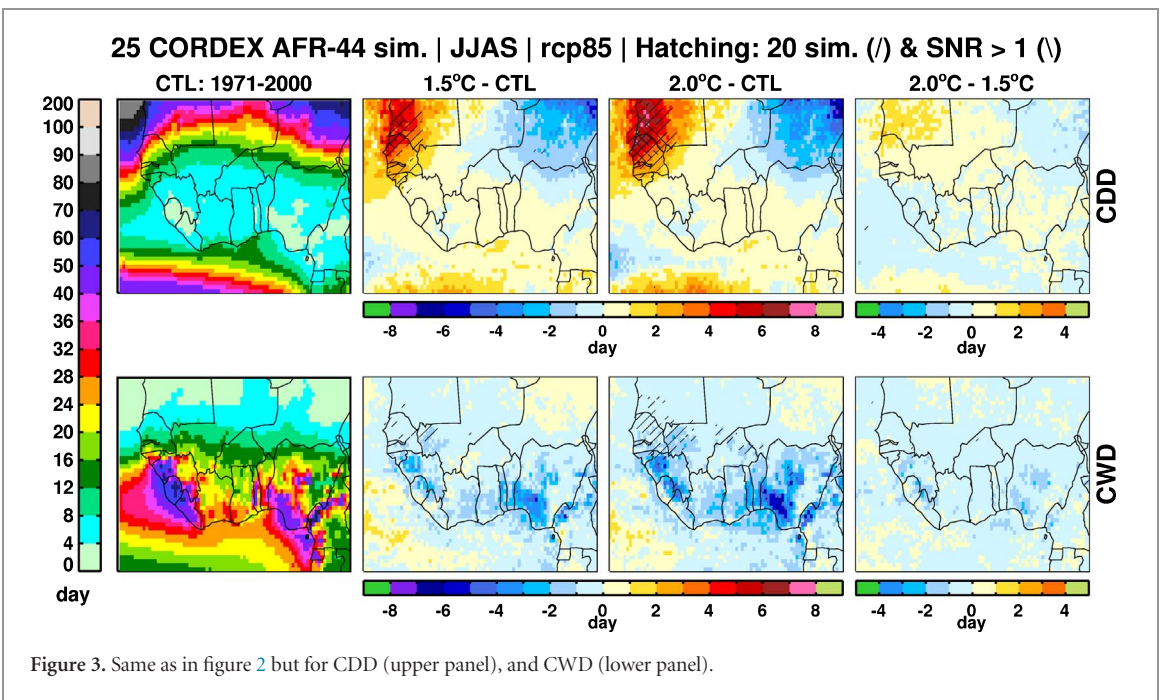 25 CORDEX AFR-44 sim. | JJAS | rcp85 | Hatching: 20 sim. (/) & SNR > 1 (\)
CTL: 1971-2000 1.5ºC - CTL 2.0ºC - CTL 2.0ºC - 1.5ºC
200
100
90
80
70
60
50
40
36
32
28
24
20
16
12
8
4
0
day
CDD
-8 -6 -4 -2 0 2 4 6 8
day
-4 -2 0 2 4
day
CWD
-8 -6 -4 -2 0 2 4 6 8
day
-4 -2 0 2 4
day
Figure 3. Same as in figure 2 but for CDD (upper panel), and CWD (lower panel).